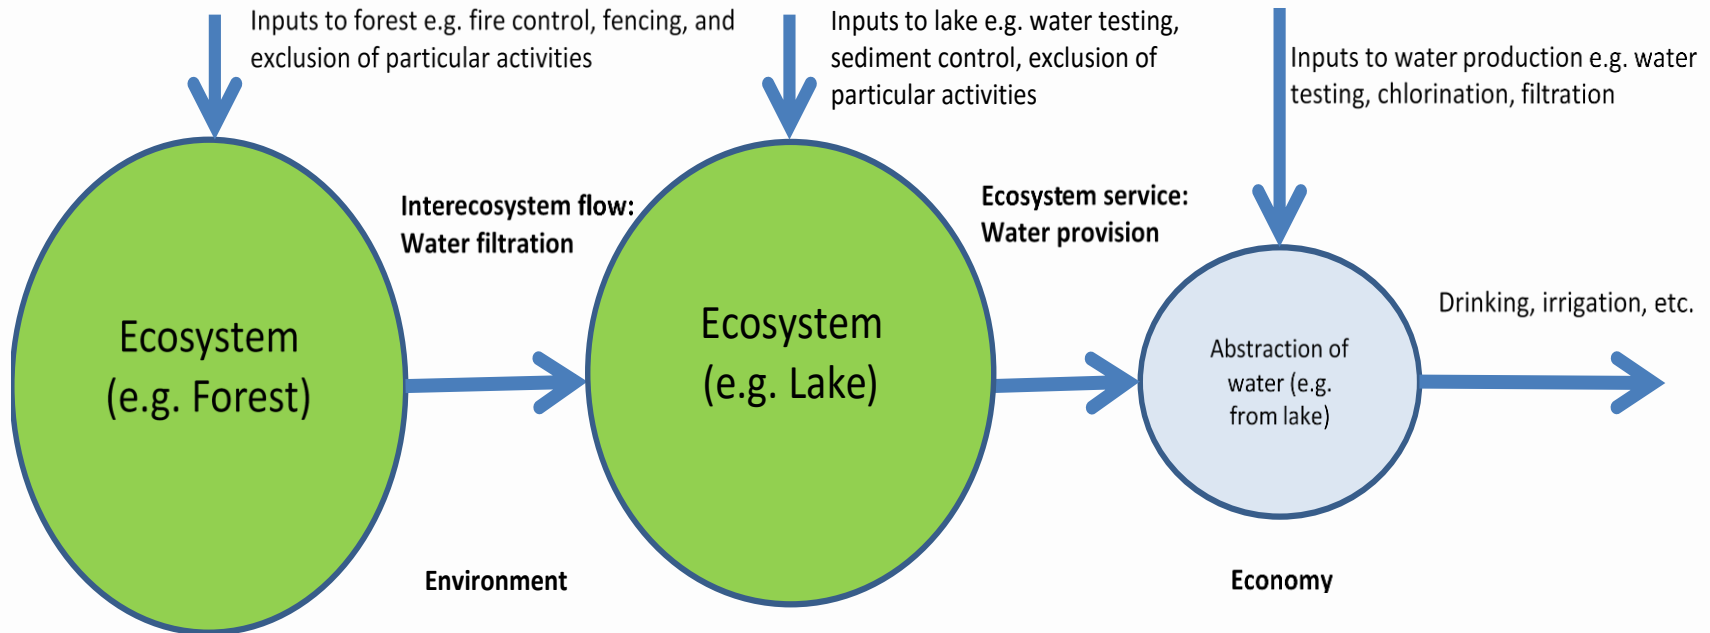 Inputs to forest e.g. fire control, fencing, and
exclusion of particular activities
Inputs to lake e.g. water testing,
sediment control, exclusion of
particular activities
Inputs to water production e.g. water
testing, chlorination, filtration
Interecosystem flow:
Water filtration
Ecosystem service:
Water provision
Ecosystem
(e.g. Forest)
Ecosystem
(e.g. Lake)
Abstraction of
water (e.g.
from lake)
Drinking, irrigation, etc.
Environment
Economy